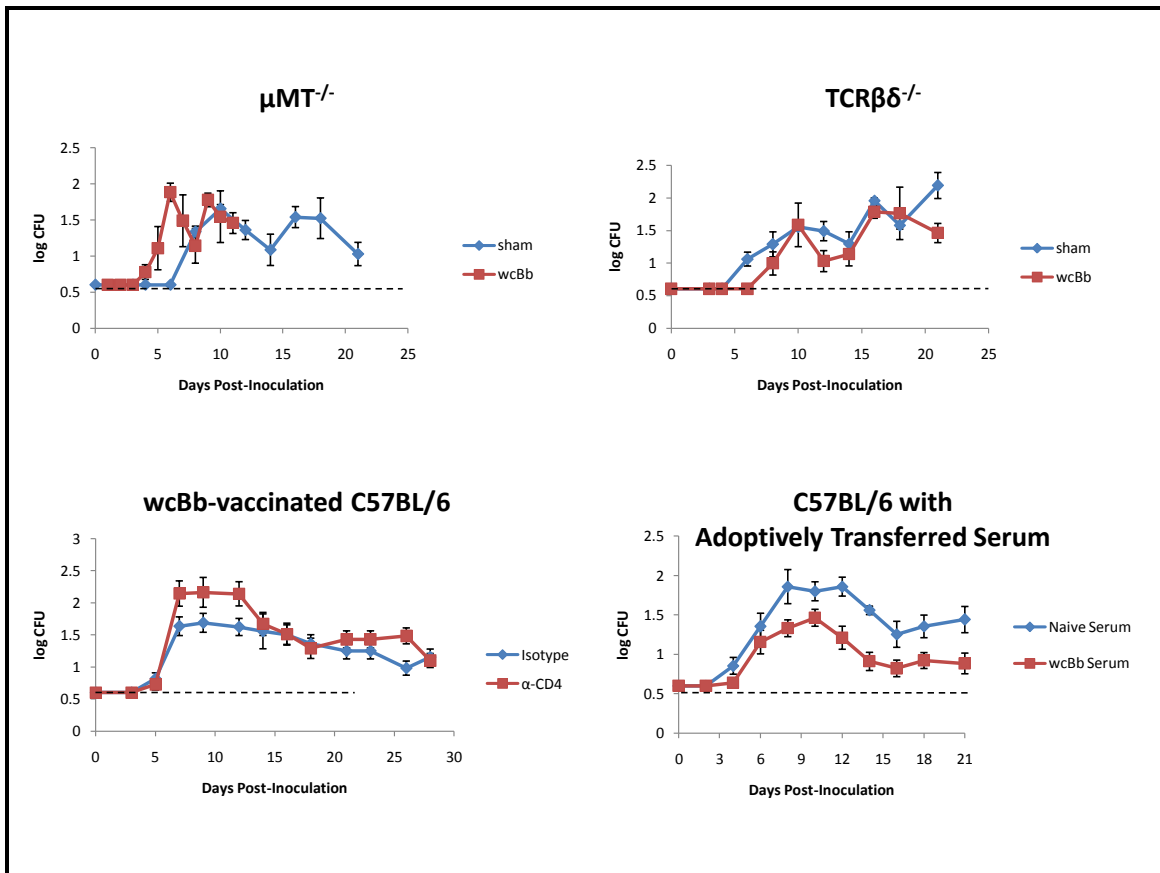 μMT-/-
2.5
2
1.5
1
0.5
0
log CFU
0 5 10 15 20 25
Days Post-Inoculation
sham
wcBb
TCRβδ-/-
2.5
2
1.5
1
0.5
0
log CFU
0 5 10 15 20 25
Days Post-Inoculation
sham
wcBb
wcBb-vaccinated C57BL/6
3
2.5
2
1.5
1
0.5
0
log CFU
0 5 10 15 20 25 30
Days Post-Inoculation
Isotype
α-CD4
C57BL/6 with
Adoptively Transferred Serum
2.5
2
1.5
1
0.5
0
log CFU
0 3 6 9 12 15 18 21
Days Post-Inoculation
Naive Serum
wcBb Serum